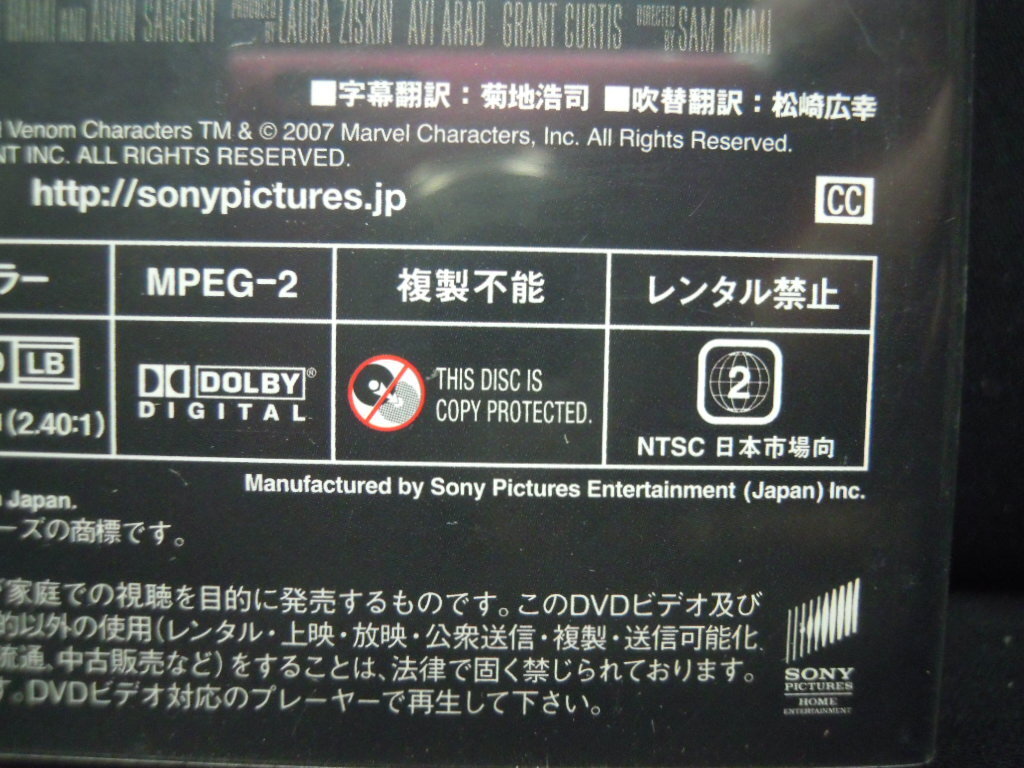 RAIMI AND ALVIN SARGENT PRODUCED BY LAURA ZISKIN AVI ARAD GRANT CURTIS DIRECTED BY SAM RAIMI
■字幕翻訳：菊地浩司 ■吹替翻訳：松崎広幸
Venom Characters TM & © 2007 Marvel Characters, Inc. All Rights Reserved.
INC. ALL RIGHTS RESERVED.
http://sonypictures.jp
CC
ラー
MPEG-2
複製不能
レンタル禁止
LB
(2.40:1)
DOLBY®
DIGITAL
THIS DISC IS
COPY PROTECTED.
2
NTSC 日本市場向
Manufactured by Sony Pictures Entertainment (Japan) Inc.
Japan.
ーズの商標です。
家庭での視聴を目的に発売するものです。このDVDビデオ及び
的以外の使用(レンタル・上映・放映・公衆送信・複製・送信可能化、
流通、中古販売など)をすることは、法律で固く禁じられております。
す。DVDビデオ対応のプレーヤーで再生して下さい。
SONY
PICTURES
HOME
ENTERTAINMENT